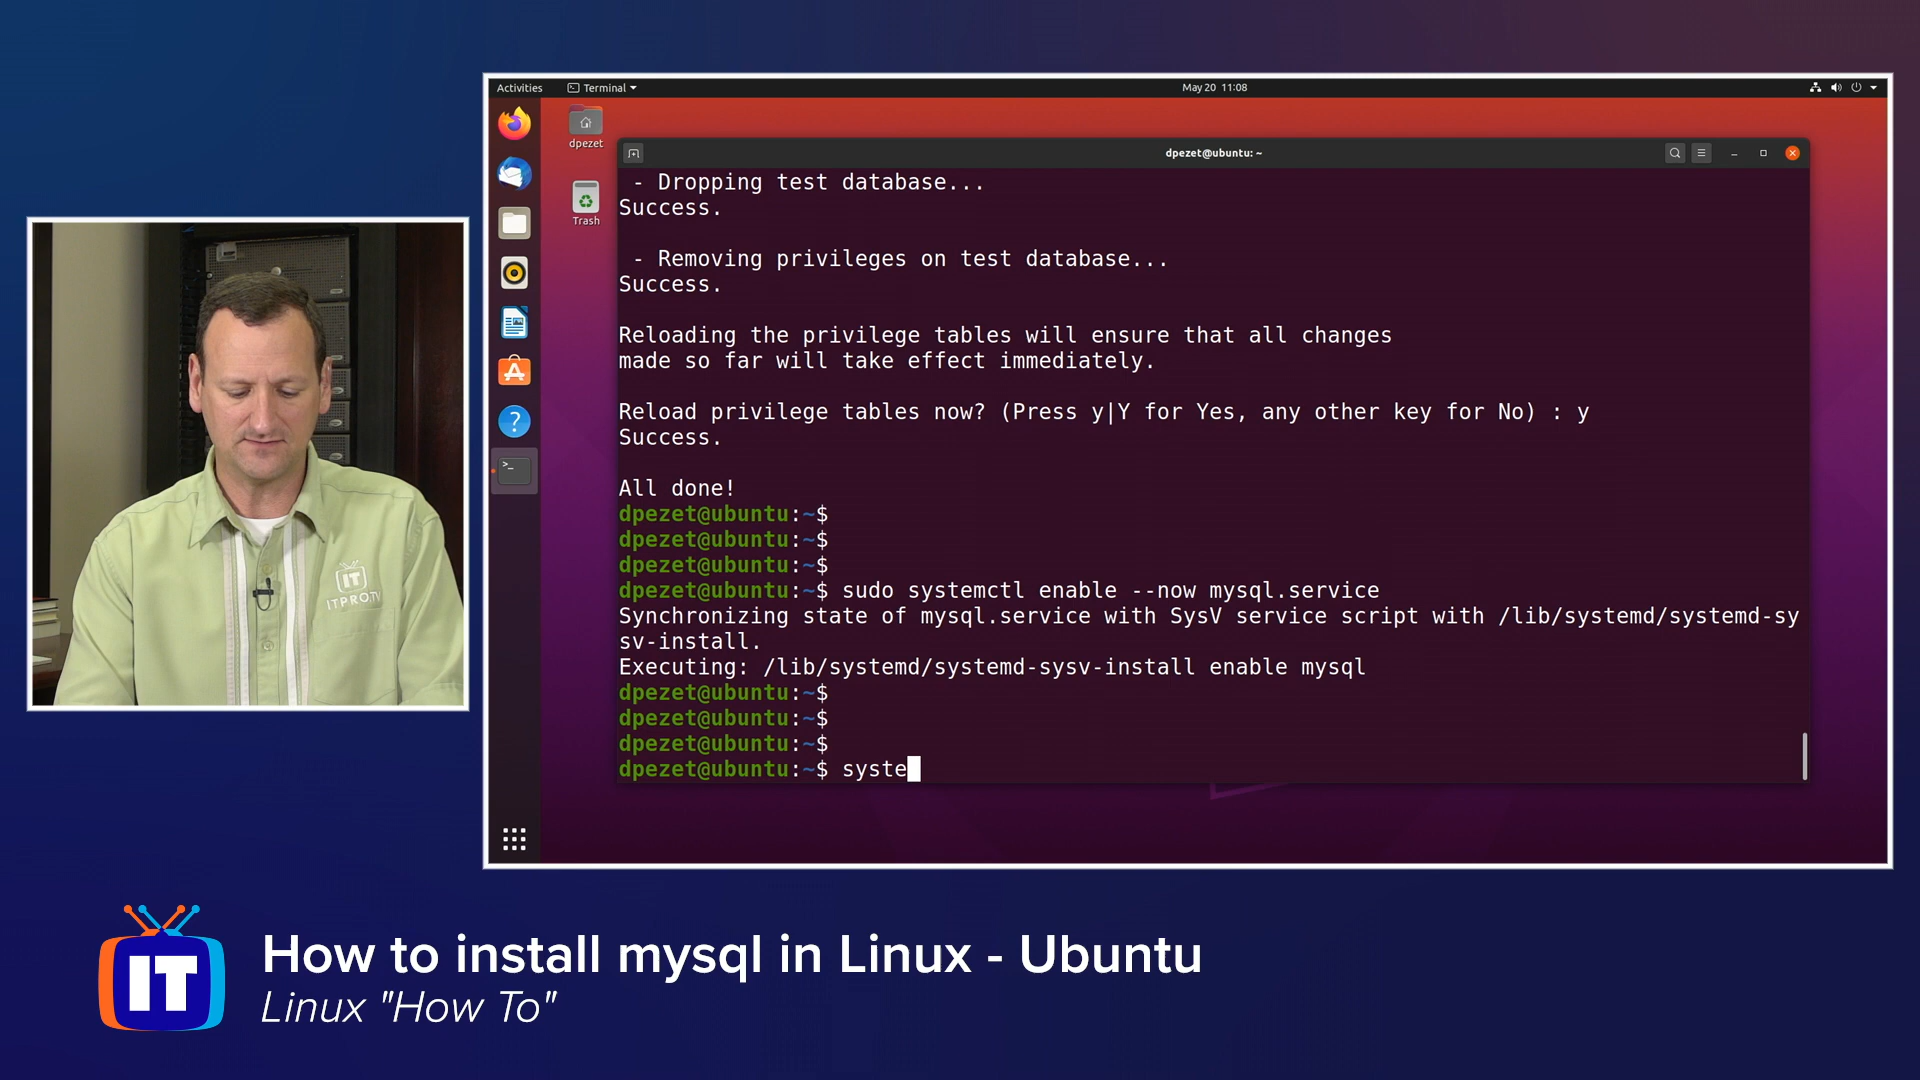 Activities
Terminal
May 20 11:08
dpezet
Trash
dpezet@ubuntu: ~
- Dropping test database...
Success.
- Removing privileges on test database...
Success.
Reloading the privilege tables will ensure that all changes
made so far will take effect immediately.
Reload privilege tables now? (Press y|Y for Yes, any other key for No) : y
Success.
All done!
dpezet@ubuntu:~$
dpezet@ubuntu:~$
dpezet@ubuntu:~$
dpezet@ubuntu:~$ sudo systemctl enable --now mysql.service
Synchronizing state of mysql.service with SysV service script with /lib/systemd/systemd-sy
sv-install.
Executing: /lib/systemd/systemd-sysv-install enable mysql
dpezet@ubuntu:~$
dpezet@ubuntu:~$
dpezet@ubuntu:~$
dpezet@ubuntu:~$ syste
IT
ITPRO.TV
IT
How to install mysql in Linux - Ubuntu
Linux "How To"